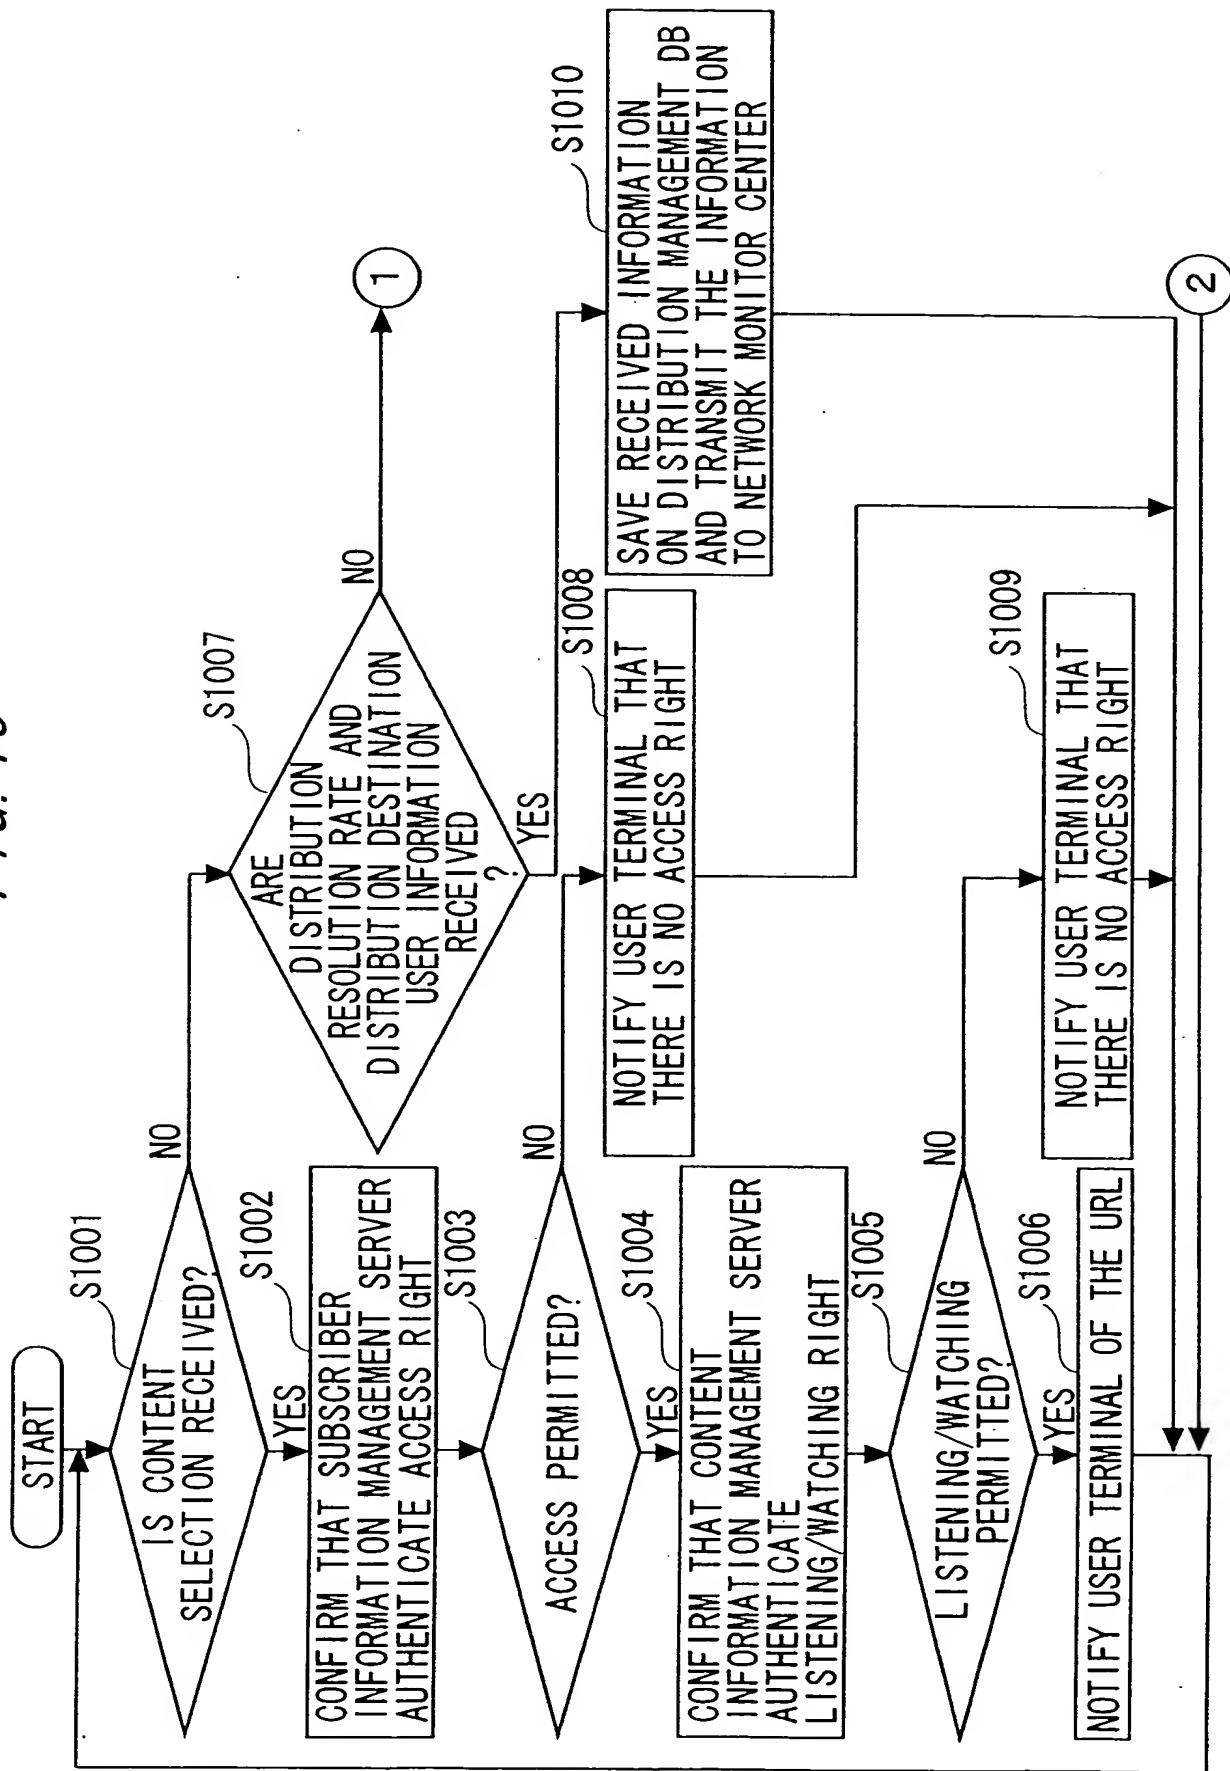 START
IS CONTENT
SELECTION RECEIVED?
S1001
NO
YES
CONFIRM THAT SUBSCRIBER
INFORMATION MANAGEMENT SERVER
AUTHENTICATE ACCESS RIGHT
S1002
ACCESS PERMITTED?
S1003
NO
YES
CONFIRM THAT CONTENT
INFORMATION MANAGEMENT SERVER
AUTHENTICATE
LISTENING/WATCHING RIGHT
S1004
LISTENING/WATCHING
PERMITTED?
S1005
NO
YES
NOTIFY USER TERMINAL OF THE URL
S1006
ARE
DISTRIBUTION
RESOLUTION RATE AND
DISTRIBUTION DESTINATION
USER INFORMATION
RECEIVED
?
S1007
NO
YES
1
NOTIFY USER TERMINAL THAT
THERE IS NO ACCESS RIGHT
S1008
NOTIFY USER TERMINAL THAT
THERE IS NO ACCESS RIGHT
S1009
SAVE RECEIVED INFORMATION
ON DISTRIBUTION MANAGEMENT DB
AND TRANSMIT THE INFORMATION
TO NETWORK MONITOR CENTER
S1010
2